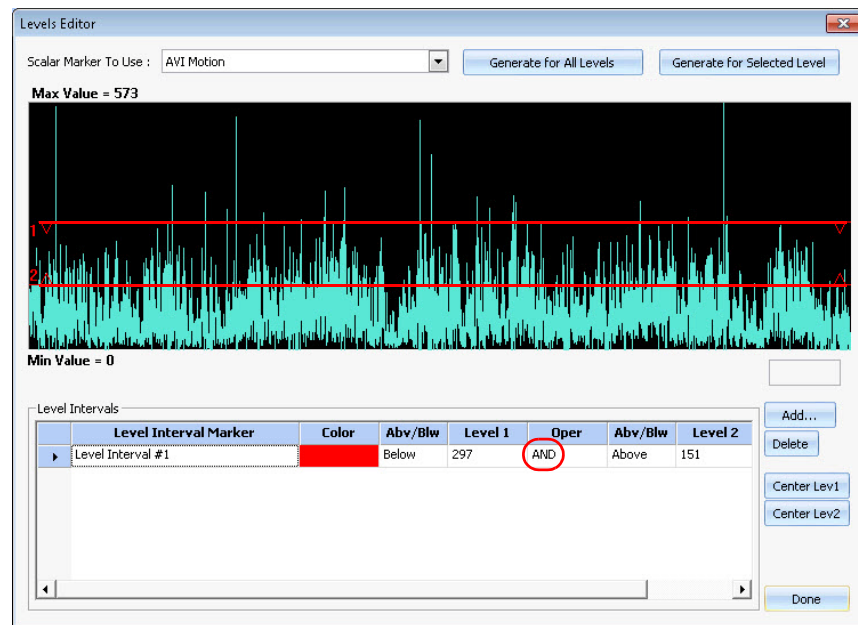 Levels Editor
Scalar Marker To Use : AVI Motion Generate for All Levels Generate for Selected Level
Max Value = 573
1
2
Min Value = 0
Level Intervals
Add...
Level Interval Marker Color Abv/Blw Level 1 Oper Abv/Blw Level 2
Level Interval #1 Below 297 AND Above 151
Delete
Center Lev1
Center Lev2
Done